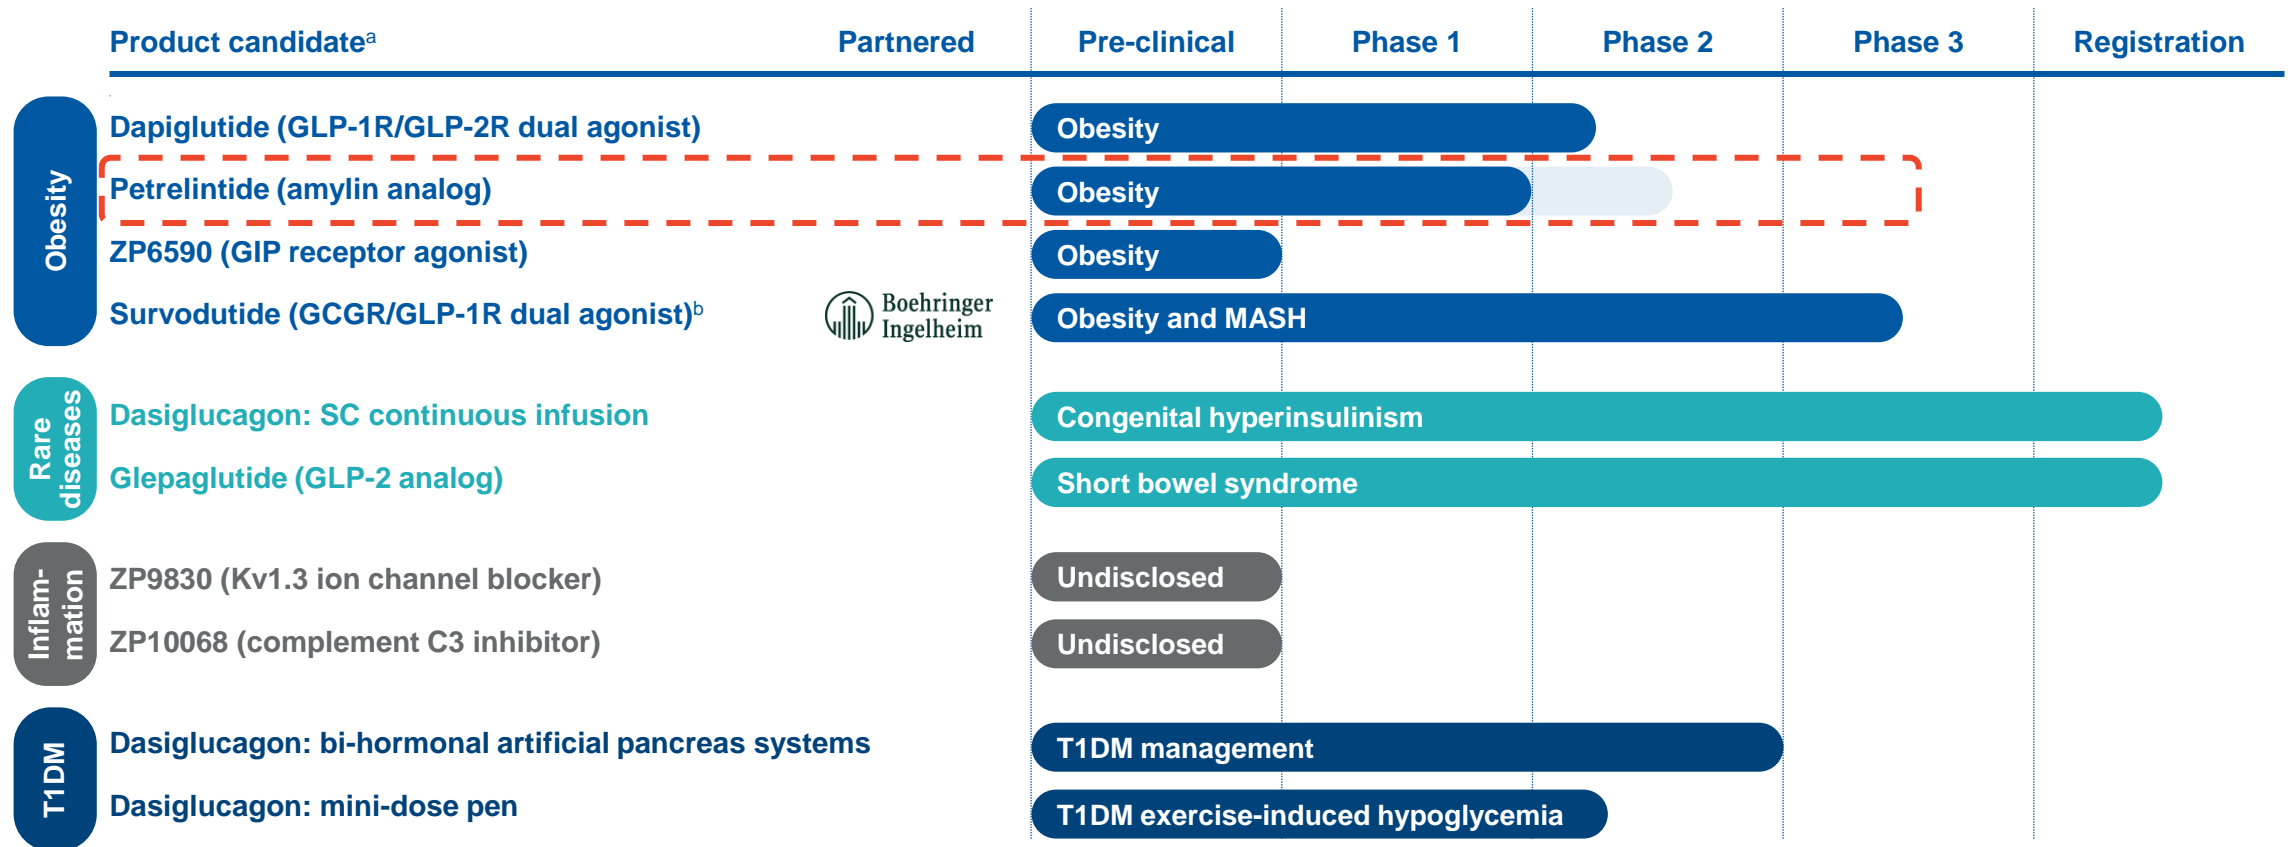 Product candidateᵃ Partnered Pre-clinical Phase 1 Phase 2 Phase 3 Registration
Obesity
Dapiglutide (GLP-1R/GLP-2R dual agonist) Obesity
Petrelintide (amylin analog) Obesity
ZP6590 (GIP receptor agonist) Obesity
Survodutide (GCGR/GLP-1R dual agonist)ᵇ Boehringer Ingelheim Obesity and MASH
Rare diseases
Dasiglucagon: SC continuous infusion Congenital hyperinsulinism
Glepaglutide (GLP-2 analog) Short bowel syndrome
Inflam-
mation
ZP9830 (Kv1.3 ion channel blocker) Undisclosed
ZP10068 (complement C3 inhibitor) Undisclosed
T1DM
Dasiglucagon: bi-hormonal artificial pancreas systems T1DM management
Dasiglucagon: mini-dose pen T1DM exercise-induced hypoglycemia